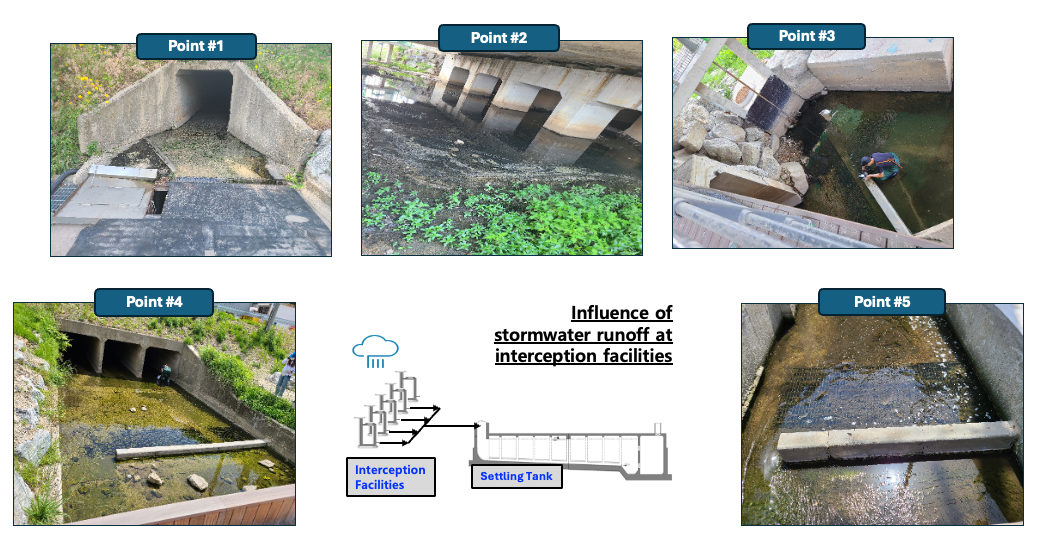 Point #1
Point #2
Point #3
Point #4
Influence of
stormwater runoff at
interception facilities
Point #5
Interception
Facilities
Settling Tank